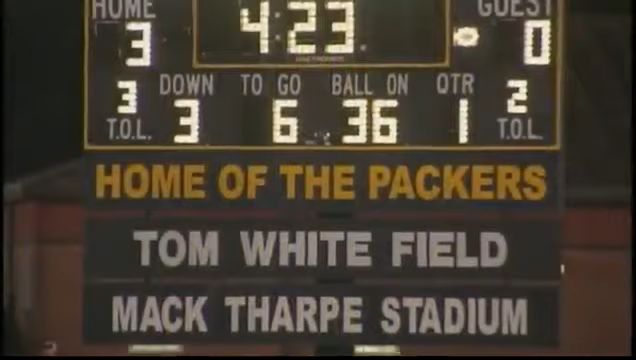 HOME 4:23 GUEST
3 0
DOWN TO GO BALL ON QTR
3 3 6 36 1 2
T.O.L. T.O.L.
HOME OF THE PACKERS
TOM WHITE FIELD
MACK THARPE STADIUM